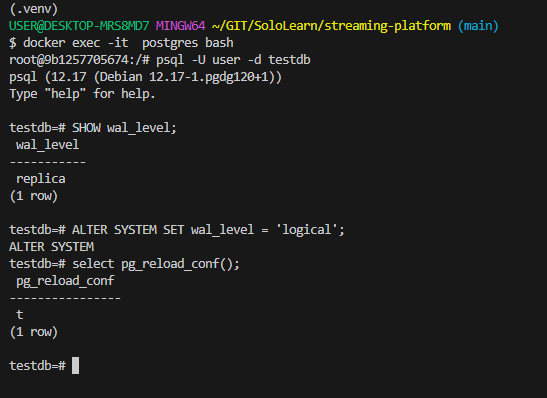 (.venv)
USER@DESKTOP-MRS8MD7 MINGW64 ~/GIT/SoloLearn/streaming-platform (main)
$ docker exec -it  postgres bash
root@9b1257705674:/# psql -U user -d testdb
psql (12.17 (Debian 12.17-1.pgdg120+1))
Type "help" for help.

testdb=# SHOW wal_level;
 wal_level
-----------
 replica
(1 row)

testdb=# ALTER SYSTEM SET wal_level = 'logical';
ALTER SYSTEM
testdb=# select pg_reload_conf();
 pg_reload_conf
----------------
 t
(1 row)

testdb=#